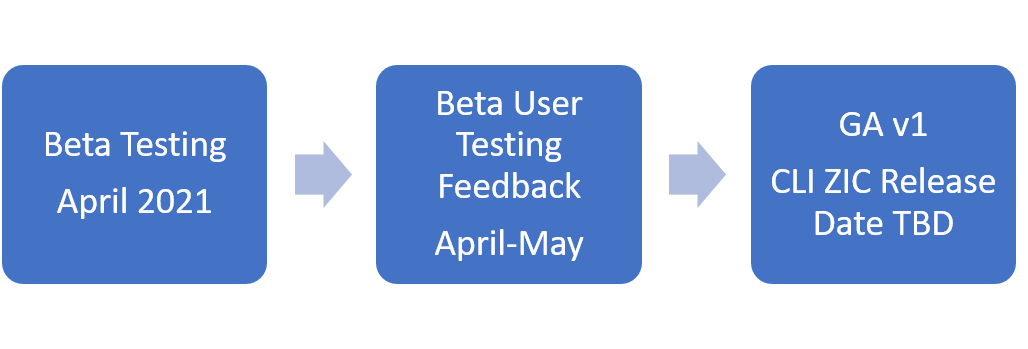 Beta Testing
April 2021
Beta User
Testing
Feedback
April-May
GA v1
CLI ZIC Release
Date TBD